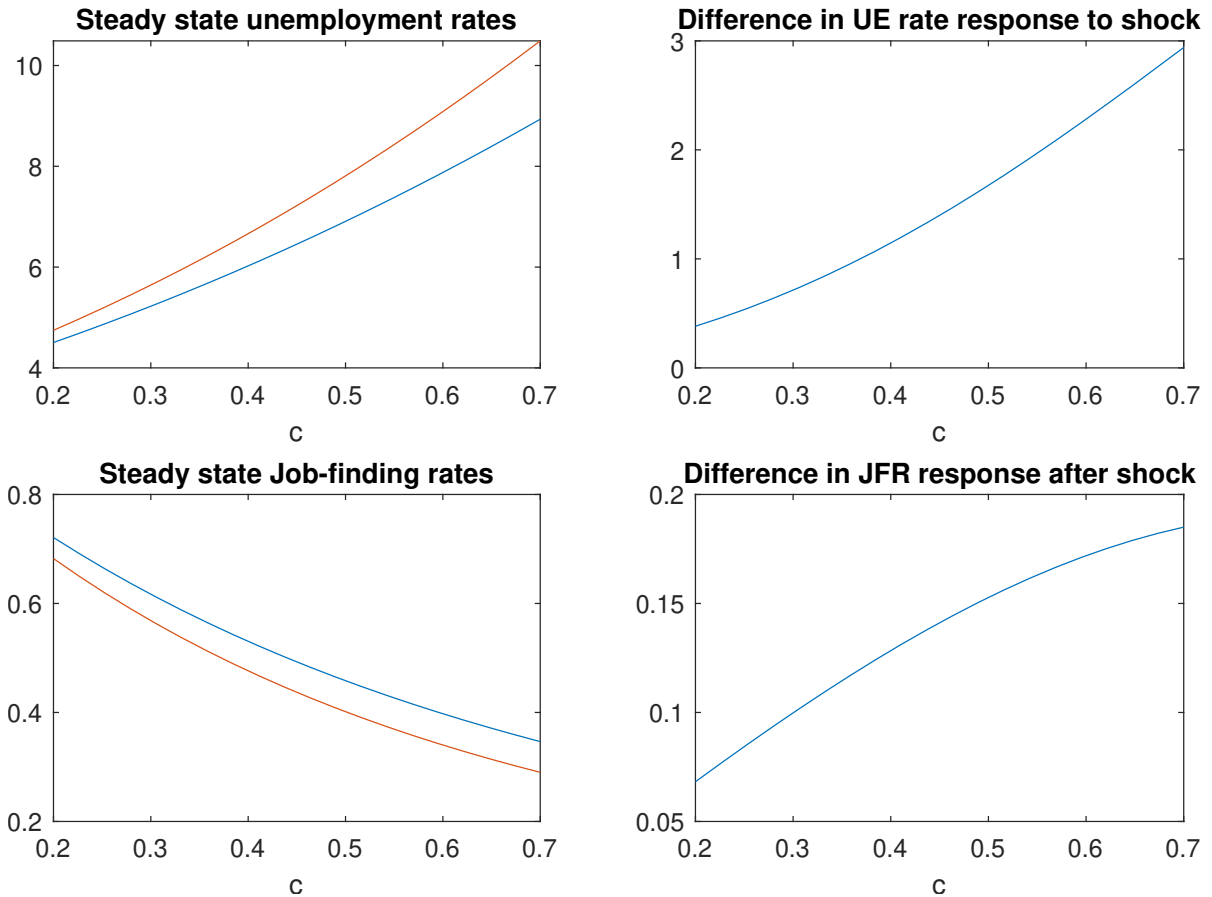 Steady state unemployment rates
10
8
6
4
0.2 0.3 0.4 0.5 0.6 0.7
c
Difference in UE rate response to shock
3
2
1
0
0.2 0.3 0.4 0.5 0.6 0.7
c
Steady state Job-finding rates
0.8
0.6
0.4
0.2
0.2 0.3 0.4 0.5 0.6 0.7
c
Difference in JFR response after shock
0.2
0.15
0.1
0.05
0.2 0.3 0.4 0.5 0.6 0.7
c